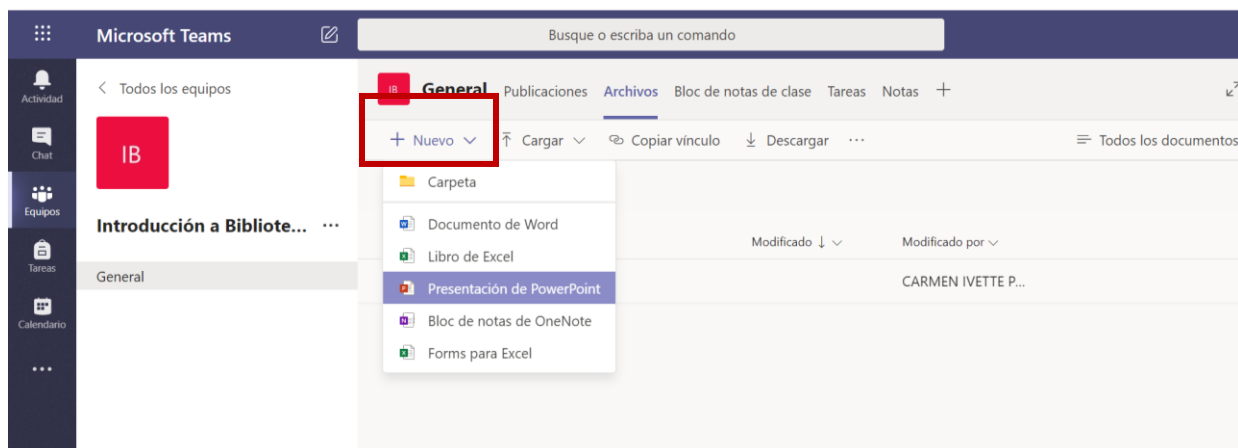 Microsoft Teams
Busque o escriba un comando
Actividad
Chat
Equipos
Tareas
Calendario
Todos los equipos
IB
Introducción a Bibliote... ...
General
IB General Publicaciones Archivos Bloc de notas de clase Tareas Notas +
+ Nuevo Cargar Copiar vínculo Descargar ... Todos los documentos
Carpeta
Documento de Word
Libro de Excel
Presentación de PowerPoint
Bloc de notas de OneNote
Forms para Excel
Modificado ↓ Modificado por
CARMEN IVETTE P...